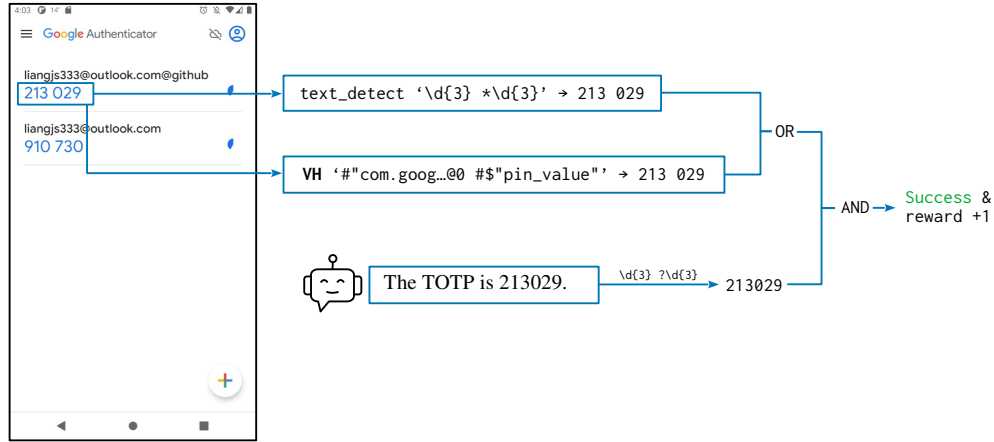 4:03 14°
Google Authenticator
liangjs333@outlook.com@github
213 029
liangjs333@outlook.com
910 730
text_detect ‘\d{3} *\d{3}’ → 213 029
VH ‘#"com.goog…@0 #$"pin_value"’ → 213 029
OR
AND
Success &
reward +1
The TOTP is 213029.
\d{3} ?\d{3}
213029